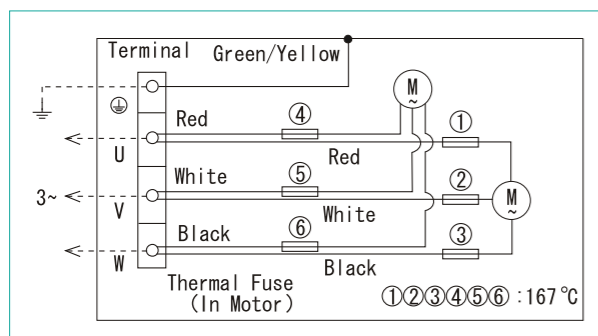 Terminal Green/Yellow
M
~
Red ④ ①
U Red
White ⑤ ②
3~ V White M
~
Black ⑥ ③
W Black
Thermal Fuse
(In Motor) ①②③④⑤⑥:167℃